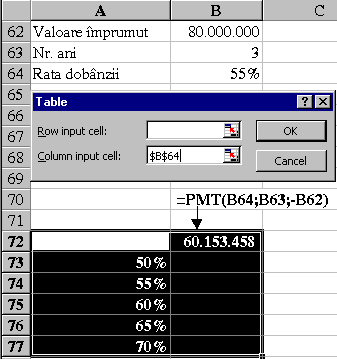 A B C
62 Valoare împrumut 80.000.000
63 Nr. ani 3
64 Rata dobânzii 55%
65
Table ? ×
66
Row input cell: OK
67
Column input cell: $B$64
68 Cancel
69
70 =PMT(B64;B63;-B62)
71
72 60.153.458
73 50%
74 55%
75 60%
76 65%
77 70%